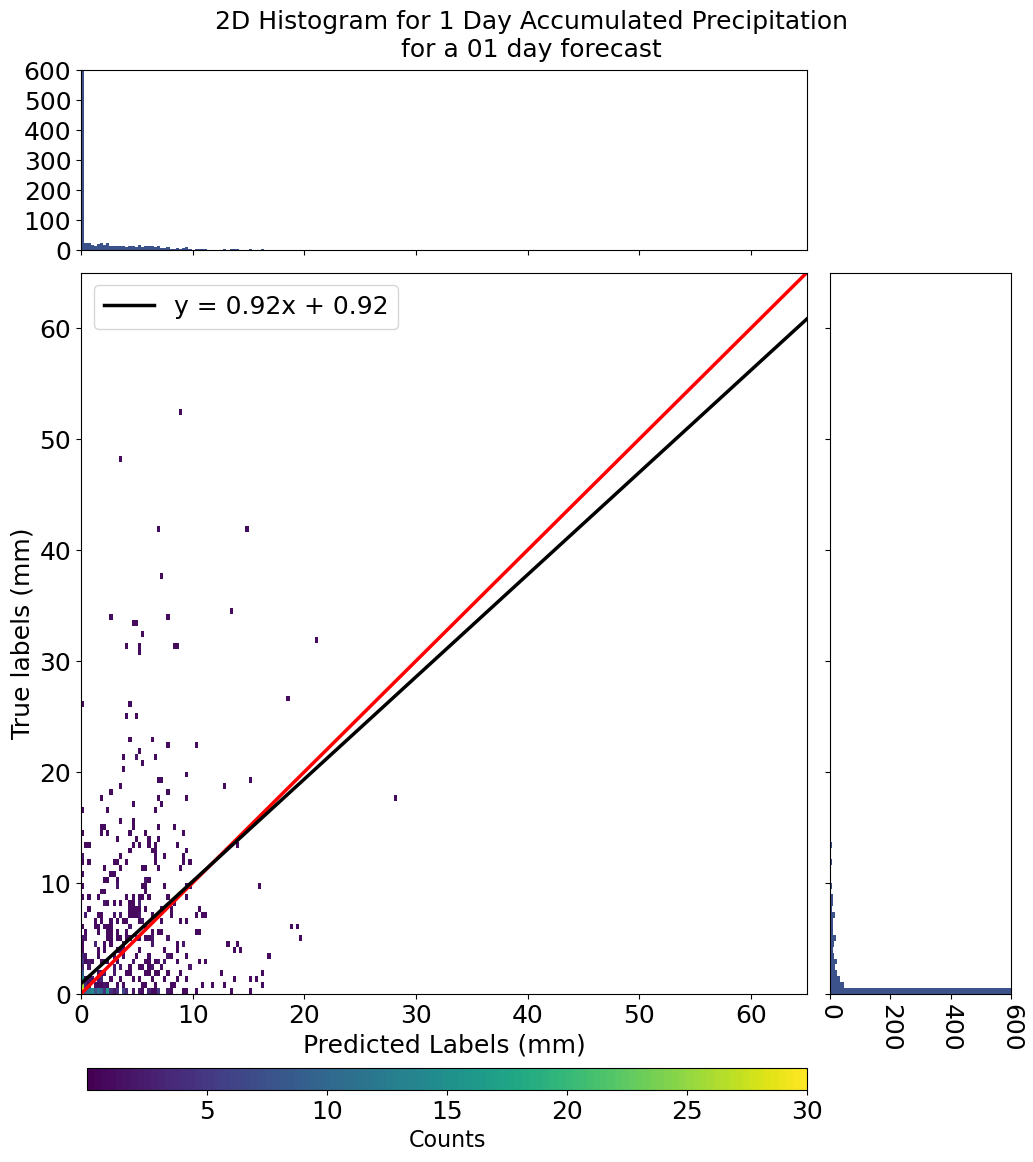 2D Histogram for 1 Day Accumulated Precipitation
for a 01 day forecast
600
500
400
300
200
100
0
y = 0.92x + 0.92
60
50
40
30
20
10
0
True labels (mm)
0 10 20 30 40 50 60
Predicted Labels (mm)
0 200 400 600
5 10 15 20 25 30
Counts